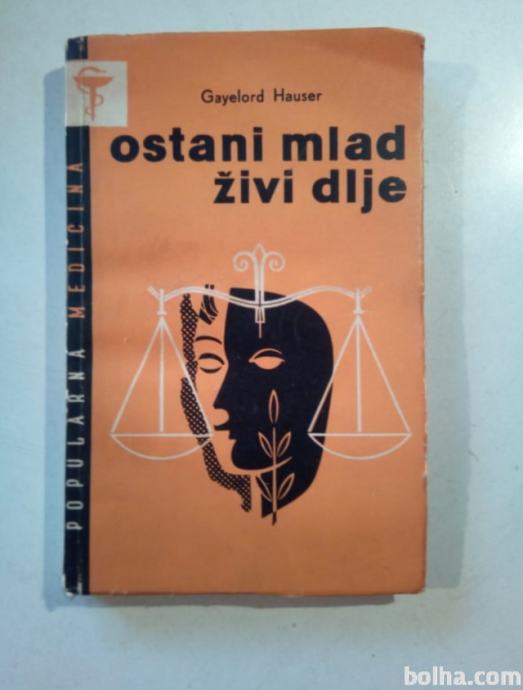 Gayelord Hauser
ostani mlad
živi dlje
POPULARNA MEDICINA
bolha.com